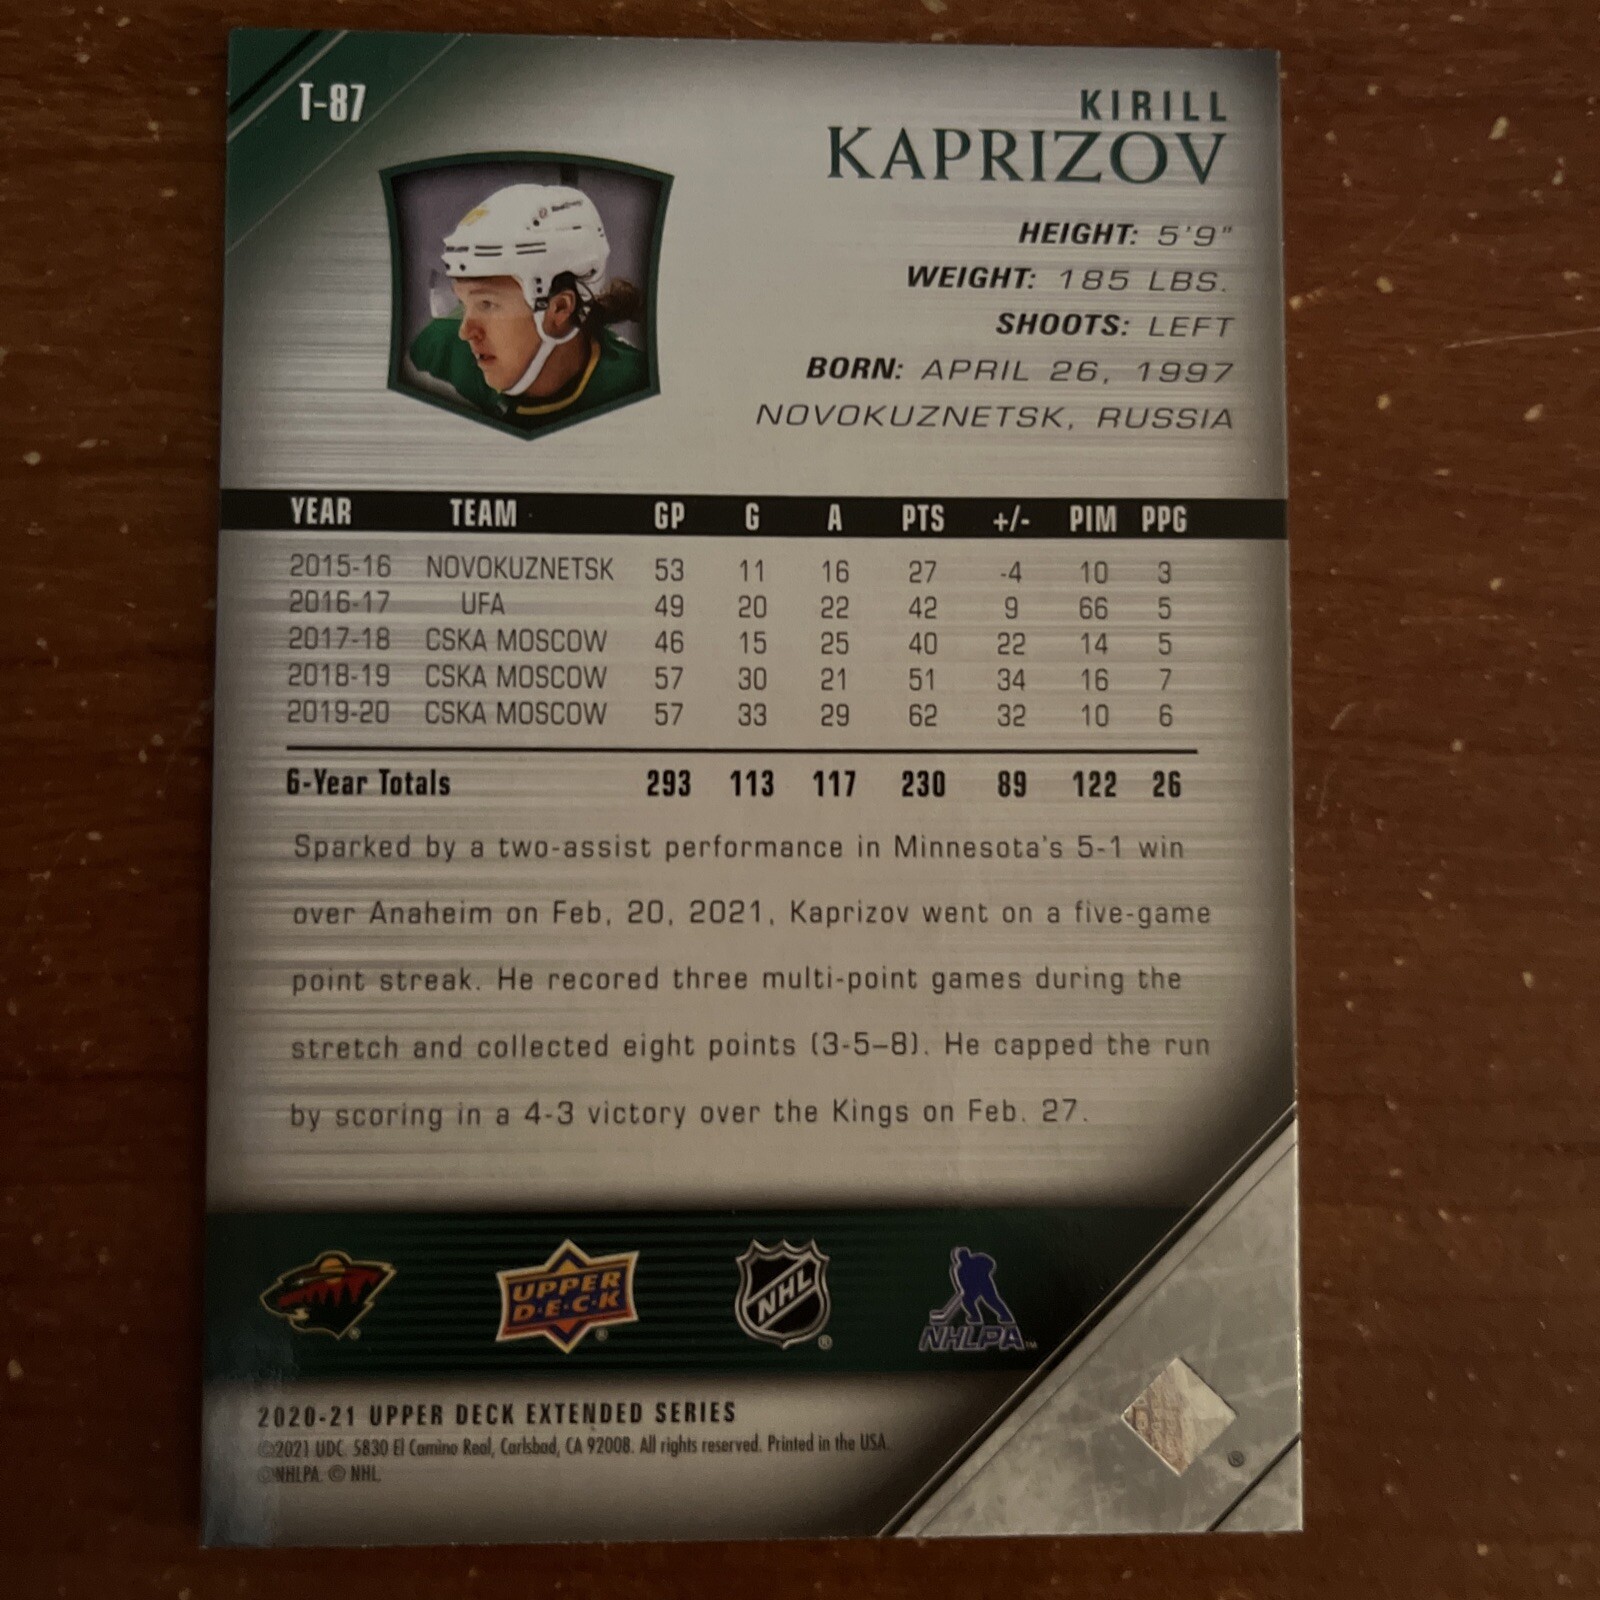 T-87
KIRILL
KAPRIZOV
HEIGHT: 5'9"
WEIGHT: 185 LBS.
SHOOTS: LEFT
BORN: APRIL 26, 1997
NOVOKUZNETSK, RUSSIA
YEAR TEAM GP G A PTS +/- PIM PPG
2015-16 NOVOKUZNETSK 53 11 16 27 -4 10 3
2016-17 UFA 49 20 22 42 9 66 5
2017-18 CSKA MOSCOW 46 15 25 40 22 14 5
2018-19 CSKA MOSCOW 57 30 21 51 34 16 7
2019-20 CSKA MOSCOW 57 33 29 62 32 10 6
6-Year Totals 293 113 117 230 89 122 26
Sparked by a two-assist performance in Minnesota's 5-1 win
over Anaheim on Feb, 20, 2021, Kaprizov went on a five-game
point streak. He recored three multi-point games during the
stretch and collected eight points (3-5–8). He capped the run
by scoring in a 4-3 victory over the Kings on Feb. 27.
UPPER DECK ® NHL ® NHLPA™
2020-21 UPPER DECK EXTENDED SERIES
©2021 UDC. 5830 El Camino Real, Carlsbad, CA 92008. All rights reserved. Printed in the USA.
©NHLPA. © NHL.
®